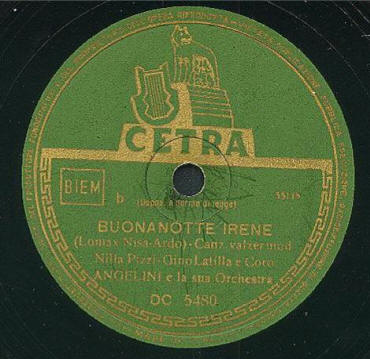 CETRA
BIEM
b
(Depos. a norma di legge)
BUONANOTTE IRENE
(Lomax Nisa-Ardo) - Canz. valzer mod
Nilla Pizzi - Gino Latilla e Coro
ANGELINI e la sua Orchestra
DC 5480